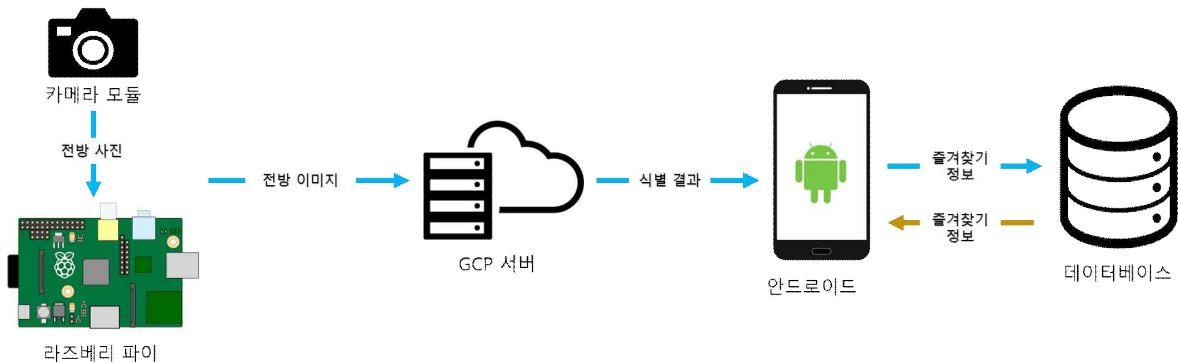 카메라 모듈
전방 사진
라즈베리 파이
전방 이미지
GCP 서버
식별 결과
안드로이드
즐겨찾기
정보
즐겨찾기
정보
데이터베이스